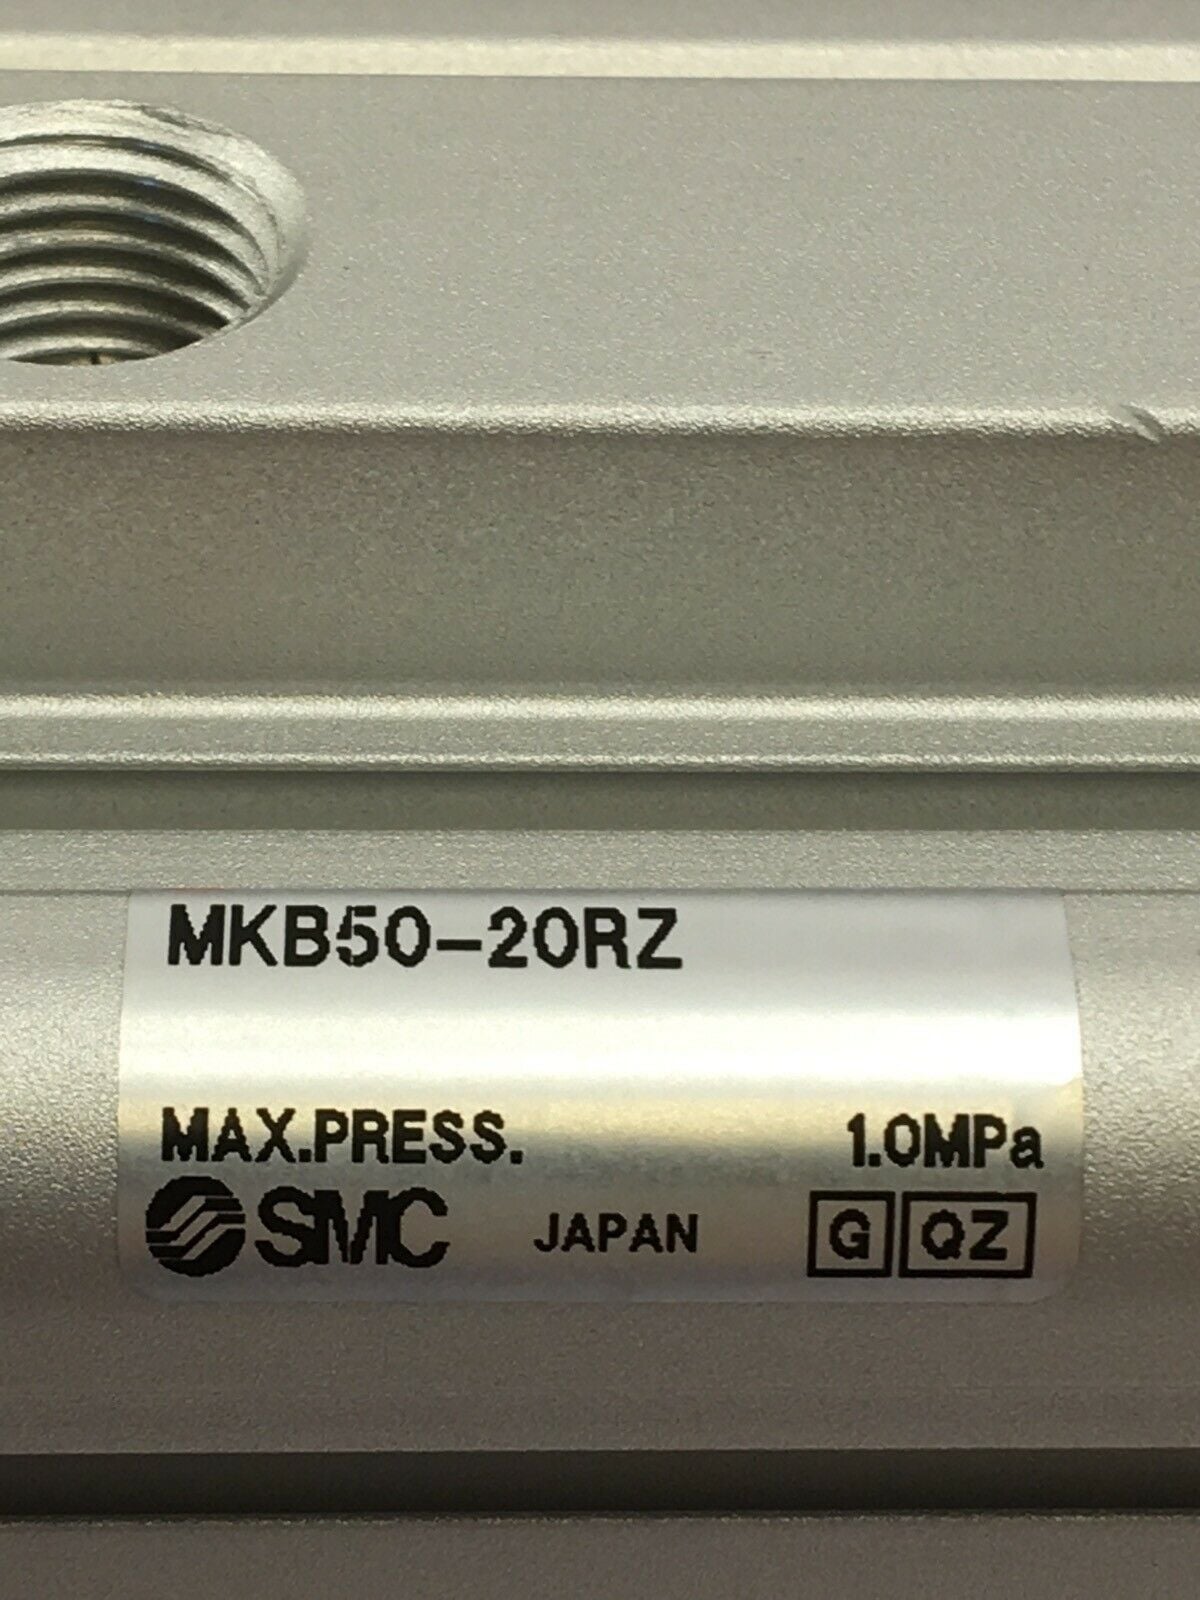 MKB50-20RZ
MAX.PRESS. 1.0MPa
SMC JAPAN G QZ